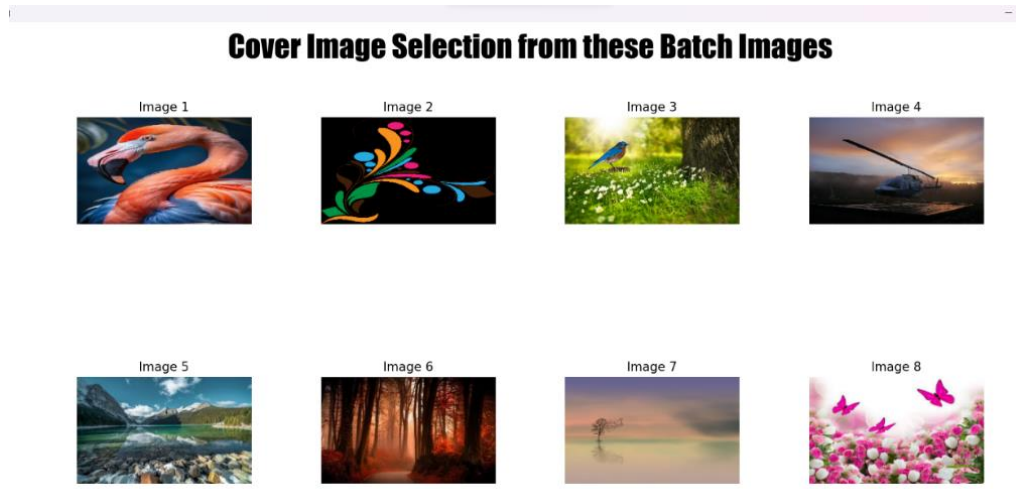 Cover Image Selection from these Batch Images
Image 1
Image 2
Image 3
Image 4
Image 5
Image 6
Image 7
Image 8